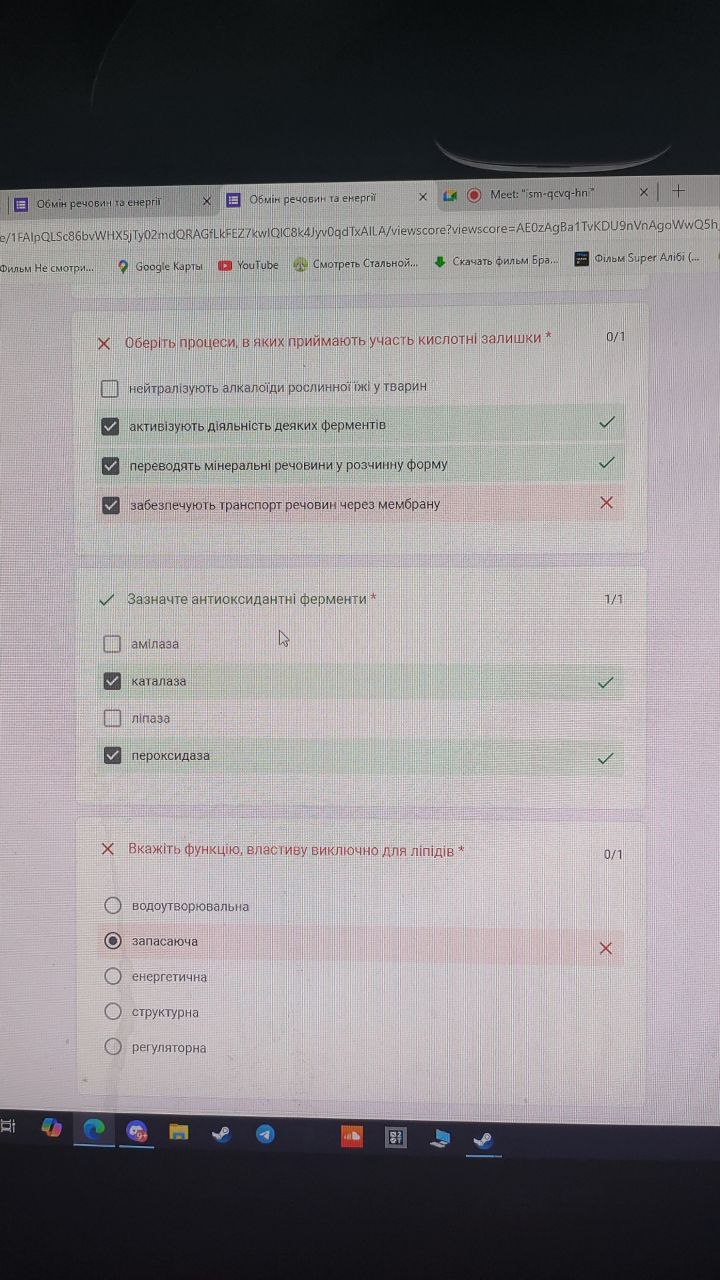 Обмін речовин та енергії
Обмін речовин та енергії
Meet: "ism-qcvq-hni"
e/1FAIpQLSc86bvWHX5jTy02mdQRAGfLkFEZ7kwIQIC8k4Jyv0qdTxAILA/viewscore?viewscore=AE0zAgBa1TvKDU9nVnAgoWwQ5h
Фильм Не смотри...
Google Карты
YouTube
Смотреть Стальной...
Скачать фильм Бра...
Фільм Super Алібі (...
Оберіть процеси, в яких приймають участь кислотні залишки * 0/1
нейтралізують алкалоїди рослинної їжі у тварин
активізують діяльність деяких ферментів
переводять мінеральні речовини у розчинну форму
забезпечують транспорт речовин через мембрану
Зазначте антиоксидантні ферменти * 1/1
амілаза
каталаза
ліпаза
пероксидаза
Вкажіть функцію, властиву виключно для ліпідів * 0/1
водоутворювальна
запасаюча
енергетична
структурна
регуляторна